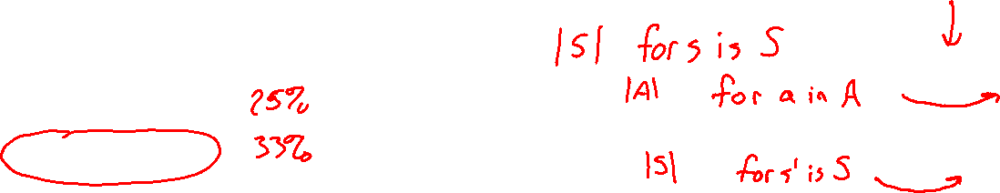 |S| for s is S
|A| for a in A
25%
33%
|S| for s' is S